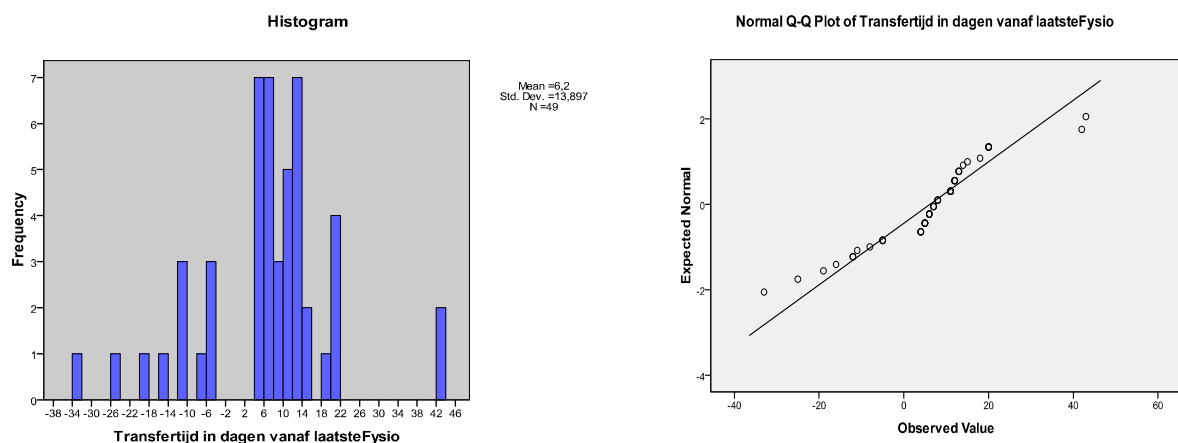 Histogram
Mean =6,2
Std. Dev. =13,897
N =49
Frequency
7
6
5
4
3
2
1
0
-38 -34 -30 -26 -22 -18 -14 -10 -6 -2 2 6 10 14 18 22 26 30 34 38 42 46
Transfertijd in dagen vanaf laatsteFysio
Normal Q-Q Plot of Transfertijd in dagen vanaf laatsteFysio
Expected Normal
2
0
-2
-4
-40 -20 0 20 40 60
Observed Value